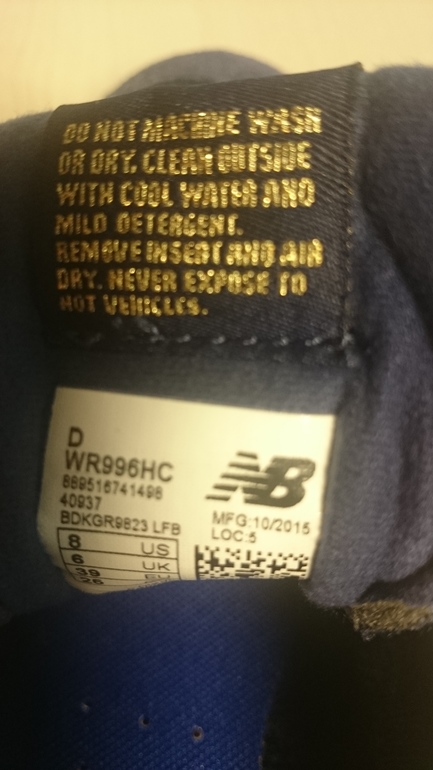 DO NOT MACHINE WASH
OR DRY. CLEAN OUTSIDE
WITH COOL WATER AND
MILD DETERGENT.
REMOVE INSERT AND AIR
DRY. NEVER EXPOSE TO
HOT VEHICLES.
D
WR996HC
889516741498
40937
BDKGR9823 LFB
NB
MFG:10/2015
LOC:5
8 US
6 UK
39 EU
26